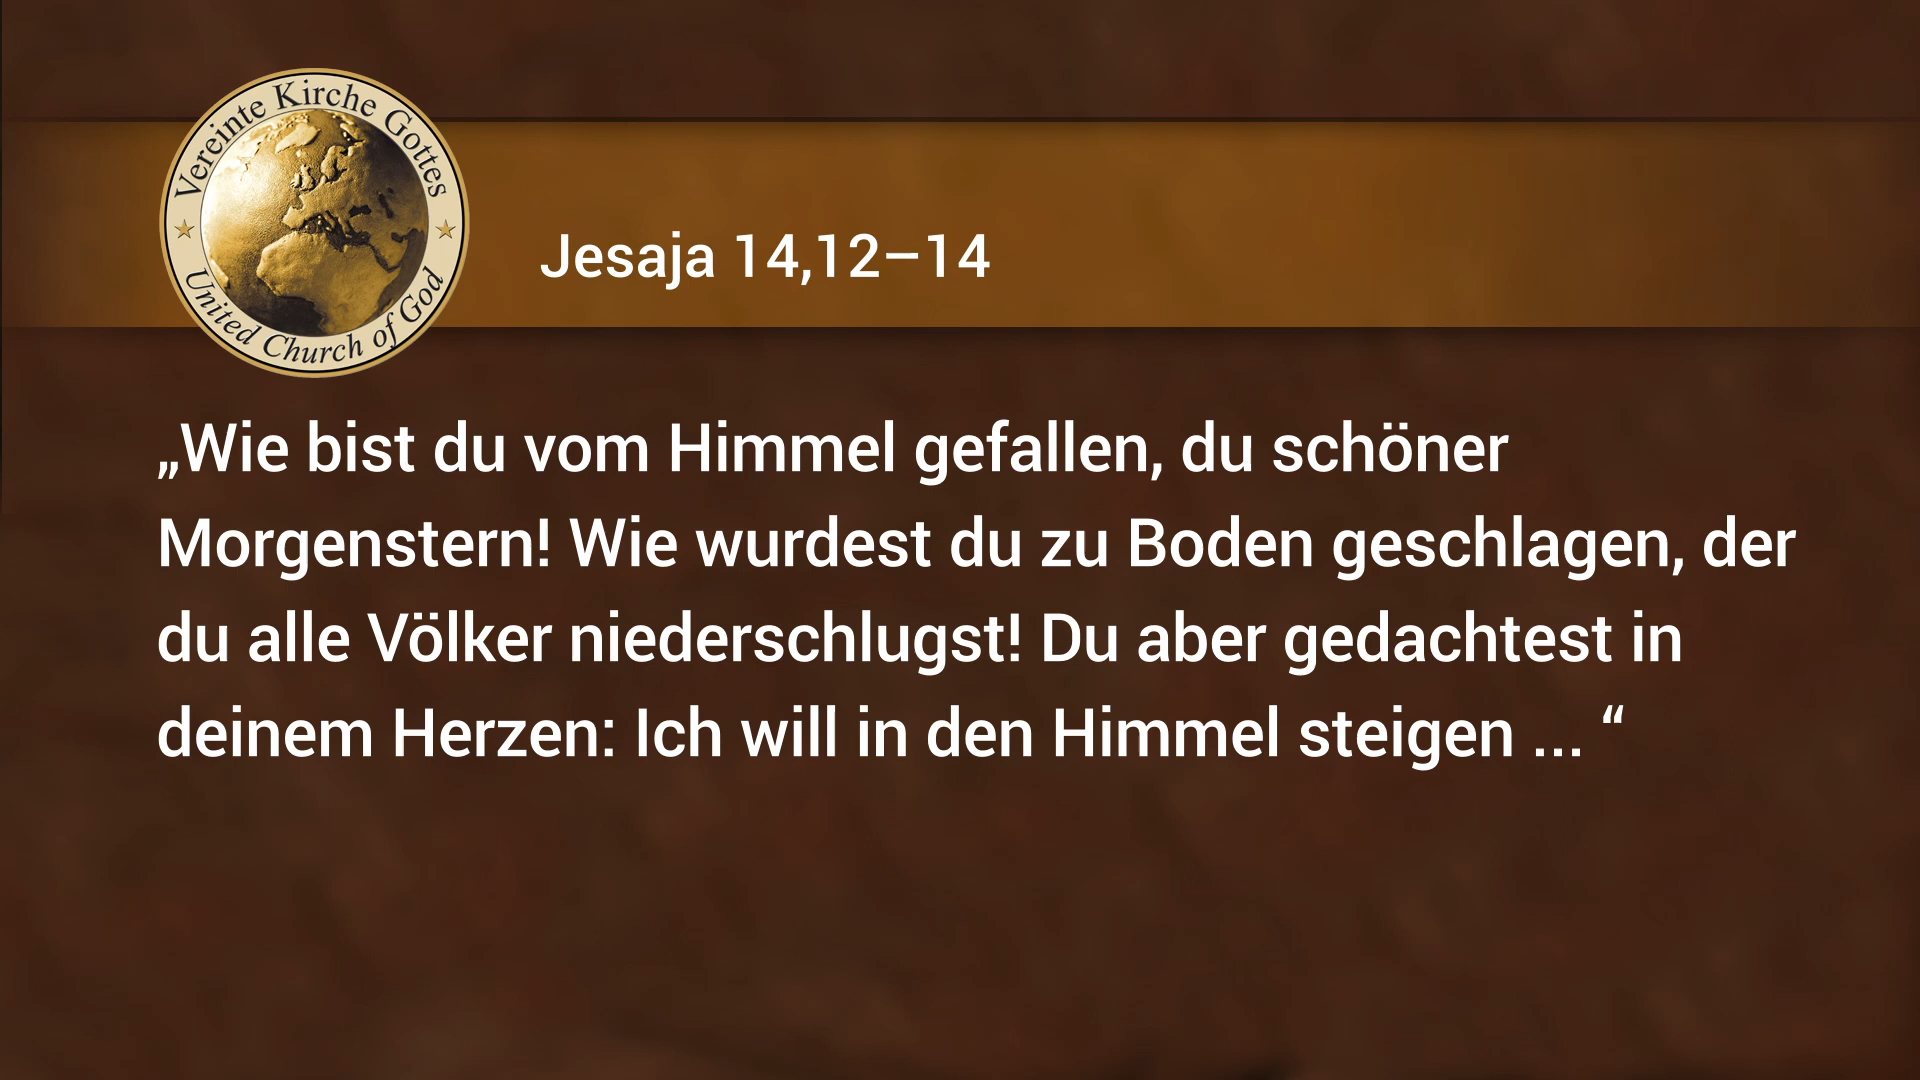 Vereinte Kirche Gottes
United Church of God
Jesaja 14,12–14
„Wie bist du vom Himmel gefallen, du schöner
Morgenstern! Wie wurdest du zu Boden geschlagen, der
du alle Völker niederschlugst! Du aber gedachtest in
deinem Herzen: Ich will in den Himmel steigen ... “